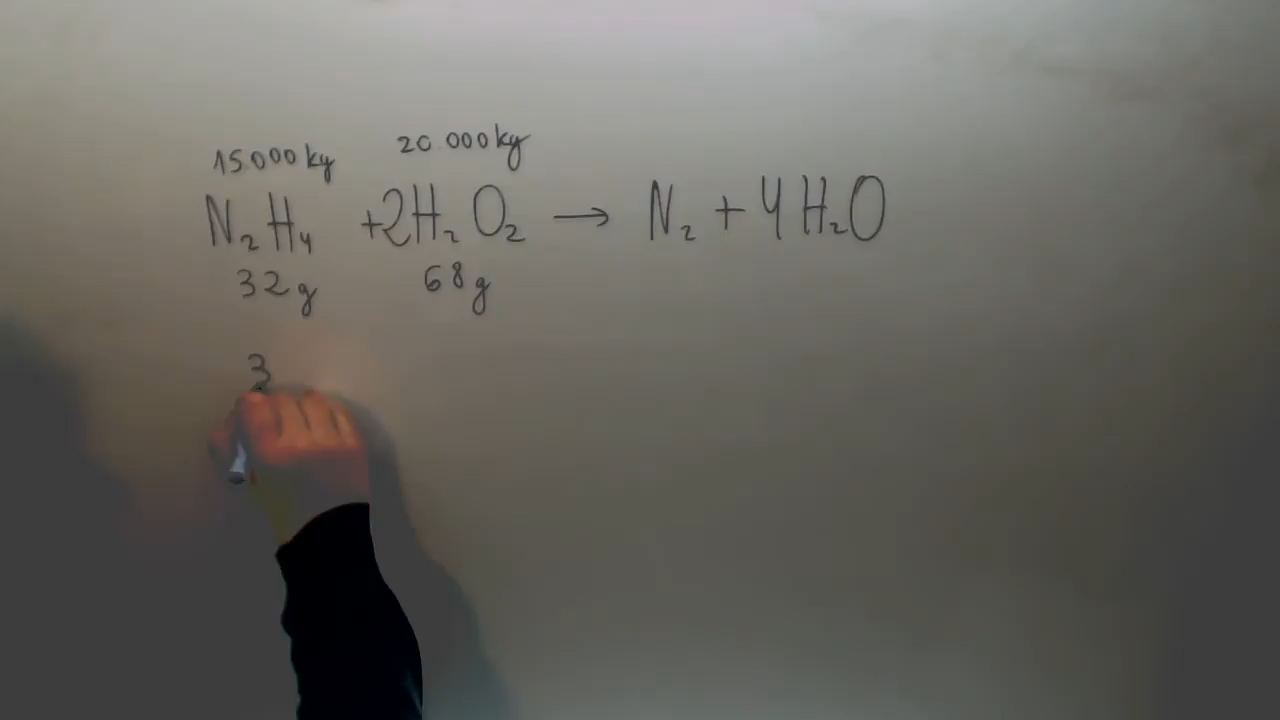 15.000 kg 20.000 kg
N₂H₄ + 2H₂O₂ → N₂ + 4H₂O
32 g 68 g
3